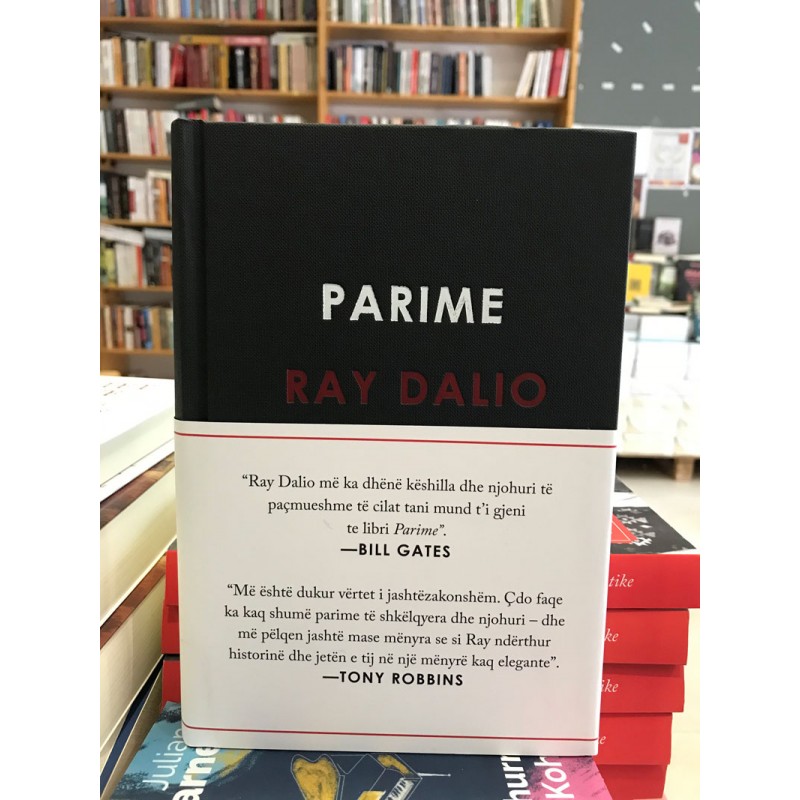 PARIME
RAY DALIO
“Ray Dalio më ka dhënë këshilla dhe njohuri të
paçmueshme të cilat tani mund t’i gjeni
te libri Parime”.
—BILL GATES
“Më është dukur vërtet i jashtëzakonshëm. Çdo faqe
ka kaq shumë parime të shkëlqyera dhe njohuri – dhe
më pëlqen jashtë mase mënyra se si Ray ndërthur
historinë dhe jetën e tij në një mënyrë kaq elegante”.
—TONY ROBBINS